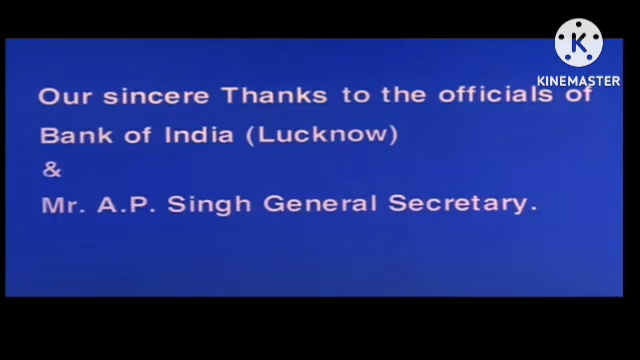 KINEMASTER
Our sincere Thanks to the officials of
Bank of India (Lucknow)
&
Mr. A.P. Singh General Secretary.